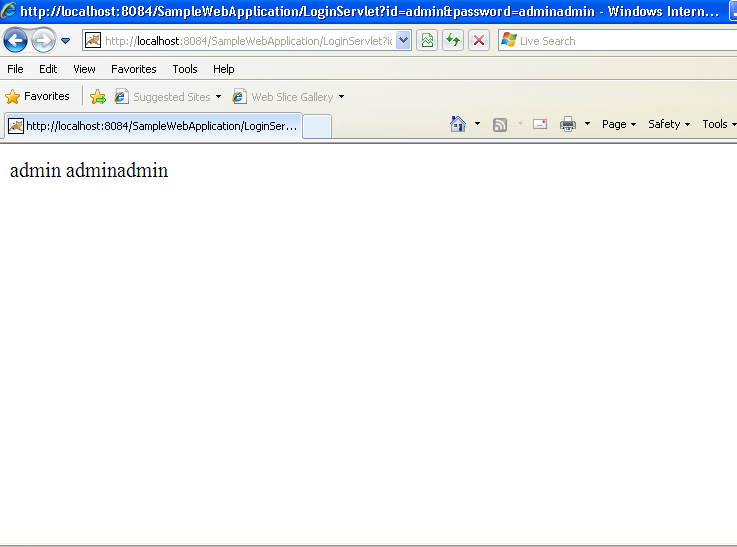 http://localhost:8084/SampleWebApplication/LoginServlet?id=admin&password=adminadmin - Windows Intern...
http://localhost:8084/SampleWebApplication/LoginServlet?ic Live Search
File Edit View Favorites Tools Help
Favorites Suggested Sites Web Slice Gallery
http://localhost:8084/SampleWebApplication/LoginSer... Page Safety Tools
admin adminadmin